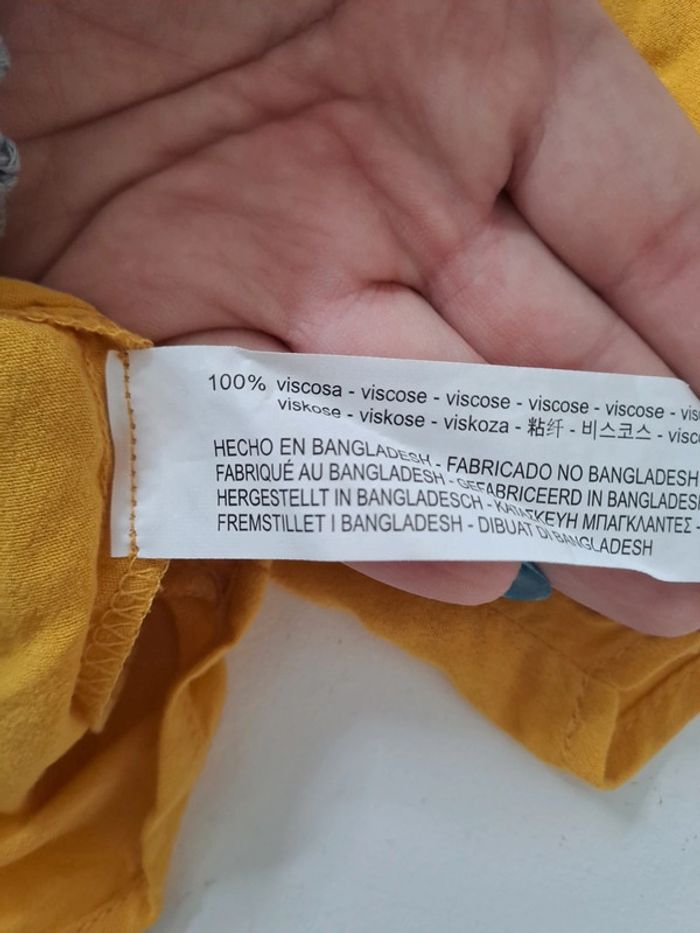 100% viscosa - viscose - viscose - viscose - viscose -
viskose - viskose - viskoza - 粘纤 - 비스코스 -
HECHO EN BANGLADESH - FABRICADO NO BANGLADESH
FABRIQUÉ AU BANGLADESH - GEFABRICEERD IN
HERGESTELLT IN BANGLADESCH - ΚΑΤΑΣΚΕΥΗ ΜΠΑΓΚΛΑΝΤΕΣ -
FREMSTILLET I BANGLADESH - DIBUAT DI BANGLADESH